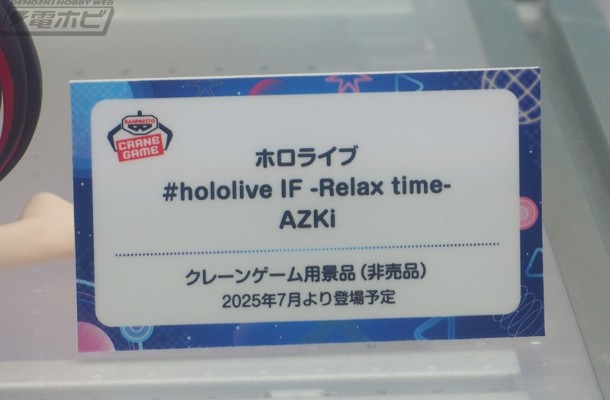 DENGEKI HOBBY WEB
電ホビ
BANPRESTO
CRANE
GAME
ホロライブ
#hololive IF -Relax time-
AZKi
クレーンゲーム用景品（非売品）
2025年7月より登場予定